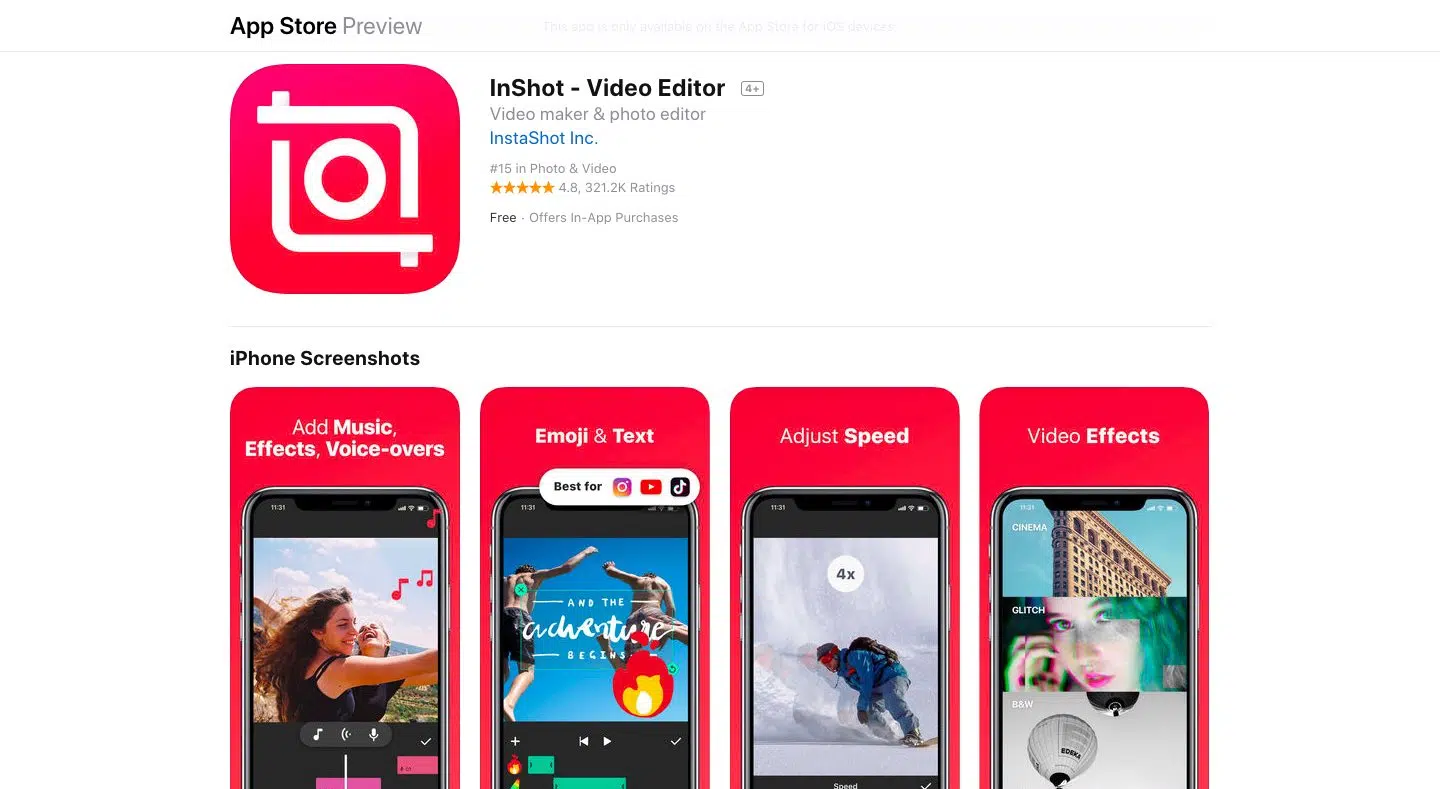 App Store Preview
This app is only available on the App Store for iOS devices.
InShot - Video Editor 4+
Video maker & photo editor
InstaShot Inc.
#15 in Photo & Video
★★★★★ 4.8, 321.2K Ratings
Free · Offers In-App Purchases
iPhone Screenshots
Add Music,
Effects, Voice-overs
11:31
Emoji & Text
Best for
11:31
AND THE
adventure
BEGINS
Adjust Speed
11:31
4x
Speed
Video Effects
11:31
CINEMA
GLITCH
B&W
EDEKA